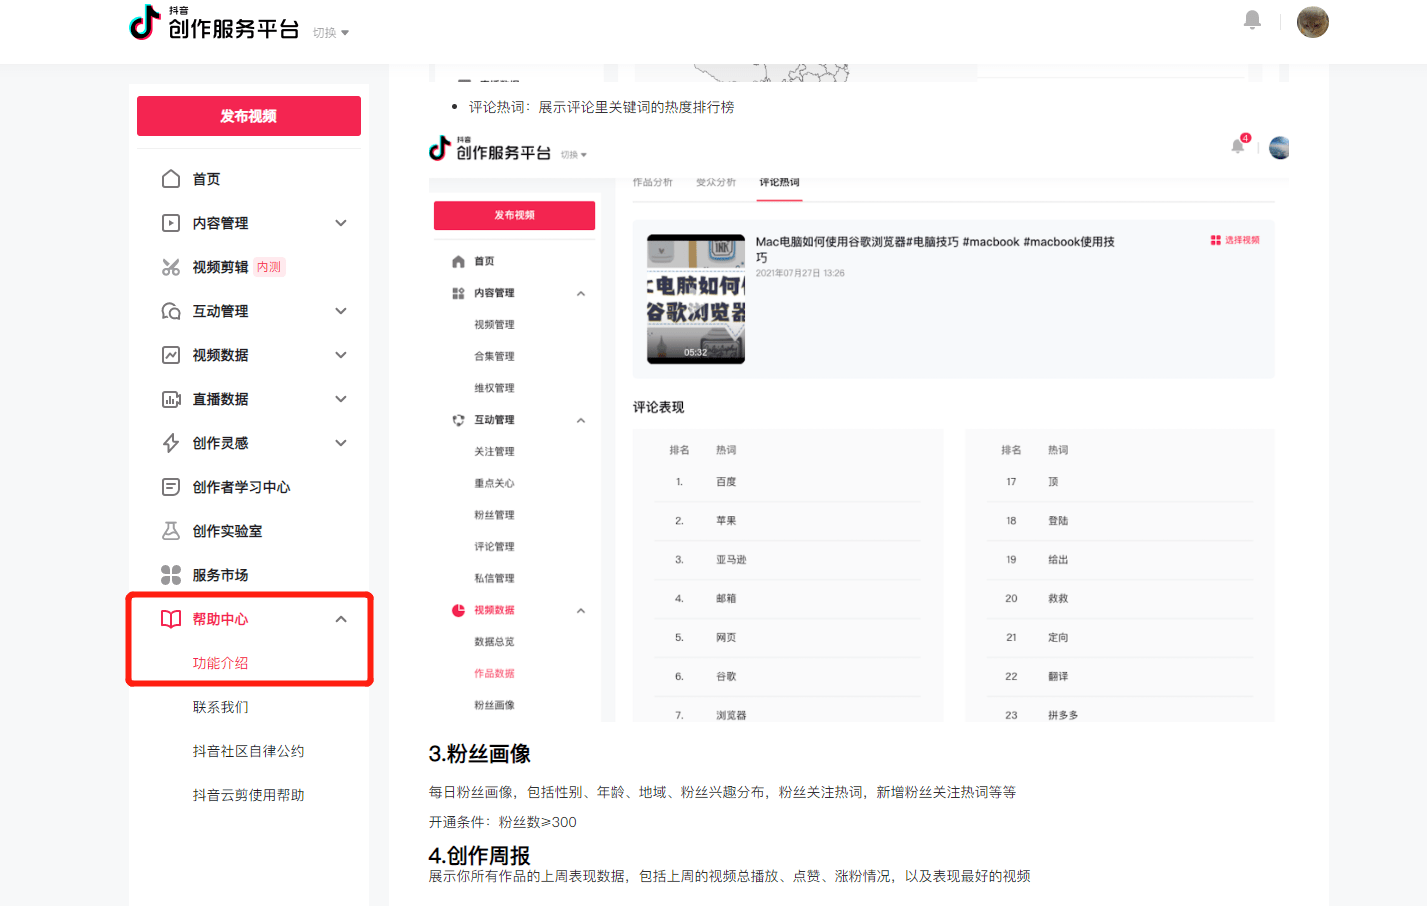 抖音
创作服务平台
切换
发布视频
首页
内容管理
视频剪辑 内测
互动管理
视频数据
直播数据
创作灵感
创作者学习中心
创作实验室
服务市场
帮助中心
功能介绍
联系我们
抖音社区自律公约
抖音云剪使用帮助
评论热词：展示评论里关键词的热度排行榜
抖音
创作服务平台
切换
4
发布视频
首页
内容管理
视频管理
合集管理
维权管理
互动管理
关注管理
重点关心
粉丝管理
评论管理
私信管理
视频数据
数据总览
作品数据
粉丝画像
作品分析 受众分析 评论热词
Mac电脑如何使用谷歌浏览器#电脑技巧 #macbook #macbook使用技
巧
2021年07月27日 13:26
选择视频
INK
电脑如何
谷歌浏览器
05:32
评论表现
排名 热词
1. 百度
2. 苹果
3. 亚马逊
4. 邮箱
5. 网页
6. 谷歌
7. 浏览器
排名 热词
17 顶
18 登陆
19 给出
20 救救
21 定向
22 翻译
23 拼多多
3.粉丝画像
每日粉丝画像，包括性别、年龄、地域、粉丝兴趣分布，粉丝关注热词，新增粉丝关注热词等等
开通条件：粉丝数≥300
4.创作周报
展示你所有作品的上周表现数据，包括上周的视频总播放、点赞、涨粉情况，以及表现最好的视频